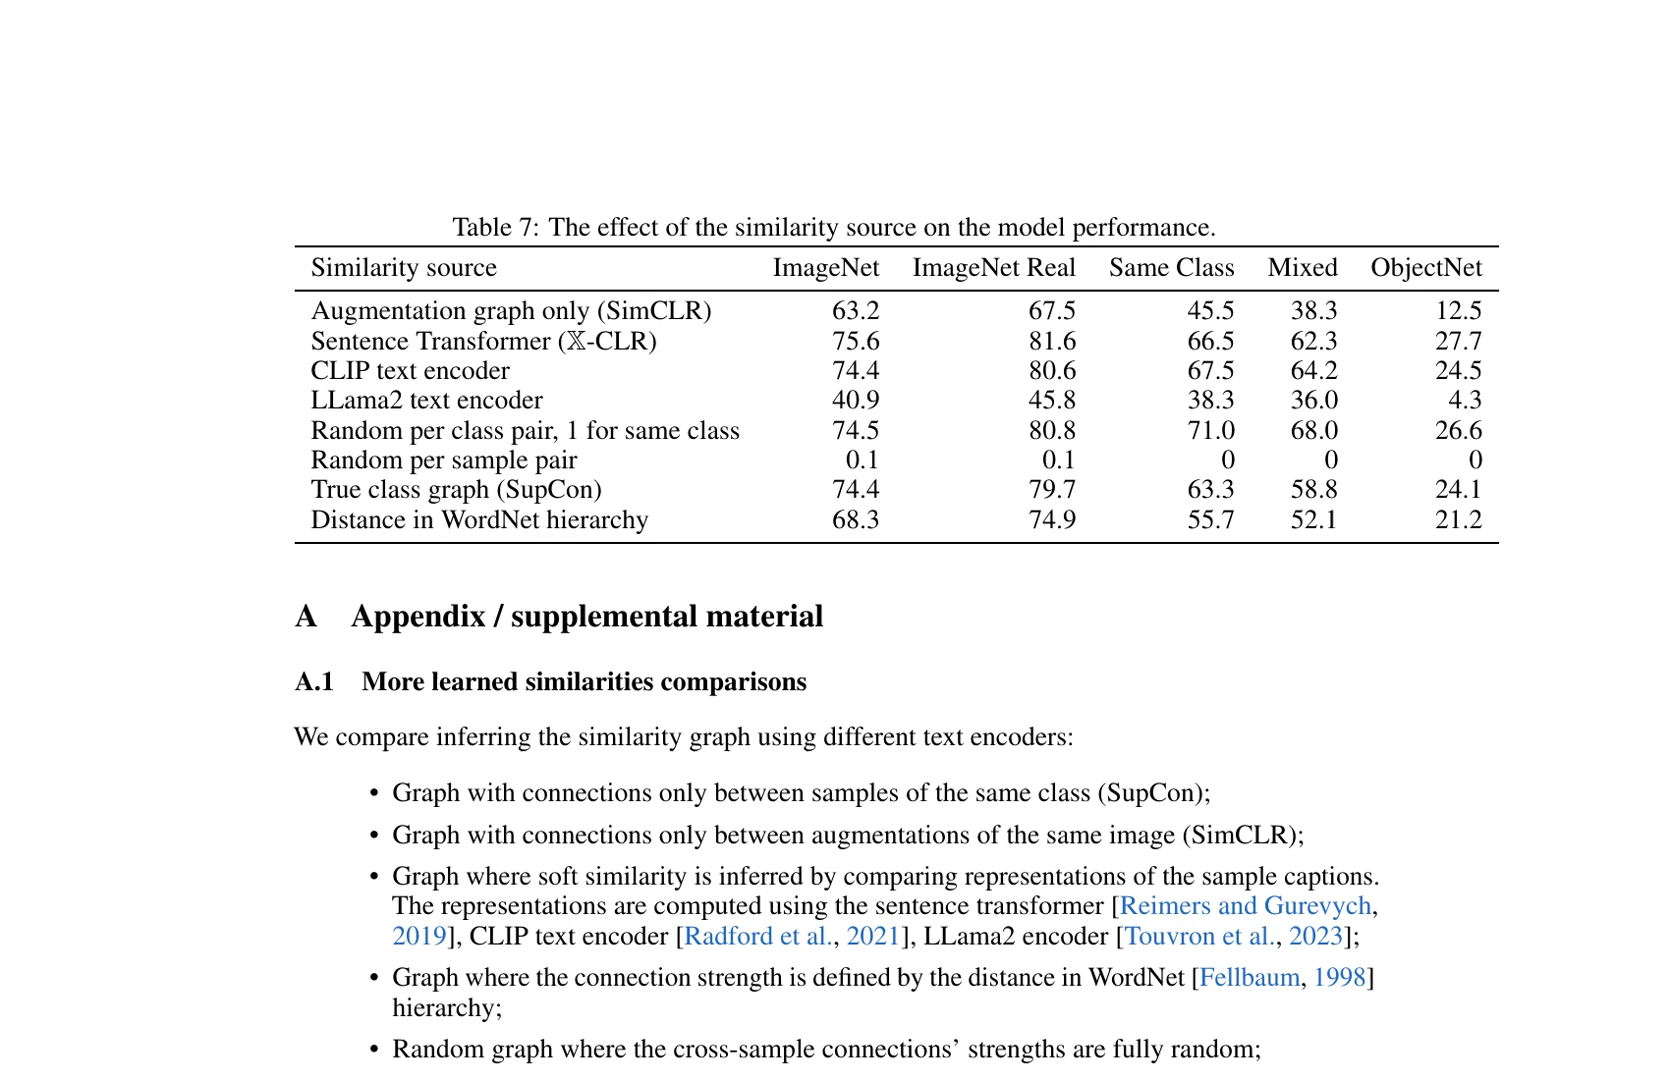 Table 7: The effect of the similarity source on the model performance.
Similarity source ImageNet ImageNet Real Same Class Mixed ObjectNet
Augmentation graph only (SimCLR) 63.2 67.5 45.5 38.3 12.5
Sentence Transformer (𝕏-CLR) 75.6 81.6 66.5 62.3 27.7
CLIP text encoder 74.4 80.6 67.5 64.2 24.5
LLama2 text encoder 40.9 45.8 38.3 36.0 4.3
Random per class pair, 1 for same class 74.5 80.8 71.0 68.0 26.6
Random per sample pair 0.1 0.1 0 0 0
True class graph (SupCon) 74.4 79.7 63.3 58.8 24.1
Distance in WordNet hierarchy 68.3 74.9 55.7 52.1 21.2
A Appendix / supplemental material
A.1 More learned similarities comparisons
We compare inferring the similarity graph using different text encoders:
• Graph with connections only between samples of the same class (SupCon);
• Graph with connections only between augmentations of the same image (SimCLR);
• Graph where soft similarity is inferred by comparing representations of the sample captions.
The representations are computed using the sentence transformer [Reimers and Gurevych,
2019], CLIP text encoder [Radford et al., 2021], LLama2 encoder [Touvron et al., 2023];
• Graph where the connection strength is defined by the distance in WordNet [Fellbaum, 1998]
hierarchy;
• Random graph where the cross-sample connections' strengths are fully random;